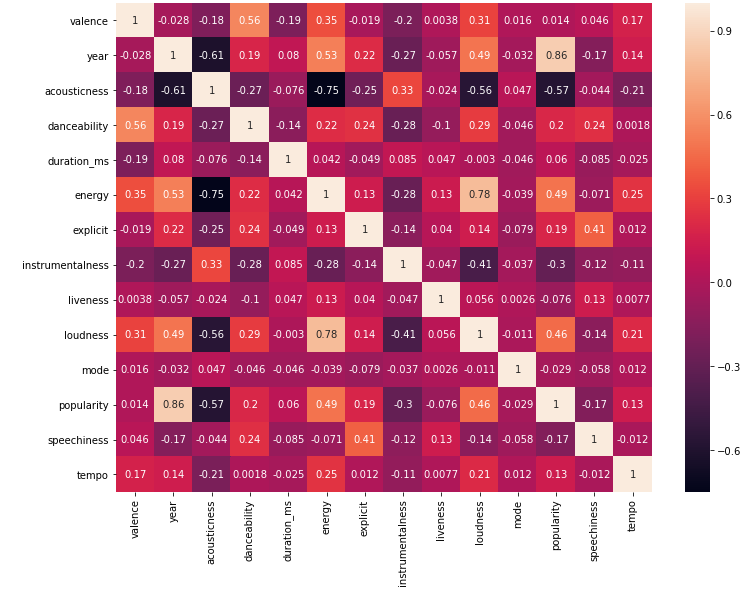 valence 1 -0.028 -0.18 0.56 -0.19 0.35 -0.019 -0.2 0.0038 0.31 0.016 0.014 0.046 0.17
year -0.028 1 -0.61 0.19 0.08 0.53 0.22 -0.27 -0.057 0.49 -0.032 0.86 -0.17 0.14
acousticness -0.18 -0.61 1 -0.27 -0.076 -0.75 -0.25 0.33 -0.024 -0.56 0.047 -0.57 -0.044 -0.21
danceability 0.56 0.19 -0.27 1 -0.14 0.22 0.24 -0.28 -0.1 0.29 -0.046 0.2 0.24 0.0018
duration_ms -0.19 0.08 -0.076 -0.14 1 0.042 -0.049 0.085 0.047 -0.003 -0.046 0.06 -0.085 -0.025
energy 0.35 0.53 -0.75 0.22 0.042 1 0.13 -0.28 0.13 0.78 -0.039 0.49 -0.071 0.25
explicit -0.019 0.22 -0.25 0.24 -0.049 0.13 1 -0.14 0.04 0.14 -0.079 0.19 0.41 0.012
instrumentalness -0.2 -0.27 0.33 -0.28 0.085 -0.28 -0.14 1 -0.047 -0.41 -0.037 -0.3 -0.12 -0.11
liveness 0.0038 -0.057 -0.024 -0.1 0.047 0.13 0.04 -0.047 1 0.056 0.0026 -0.076 0.13 0.0077
loudness 0.31 0.49 -0.56 0.29 -0.003 0.78 0.14 -0.41 0.056 1 -0.011 0.46 -0.14 0.21
mode 0.016 -0.032 0.047 -0.046 -0.046 -0.039 -0.079 -0.037 0.0026 -0.011 1 -0.029 -0.058 0.012
popularity 0.014 0.86 -0.57 0.2 0.06 0.49 0.19 -0.3 -0.076 0.46 -0.029 1 -0.17 0.13
speechiness 0.046 -0.17 -0.044 0.24 -0.085 -0.071 0.41 -0.12 0.13 -0.14 -0.058 -0.17 1 -0.012
tempo 0.17 0.14 -0.21 0.0018 -0.025 0.25 0.012 -0.11 0.0077 0.21 0.012 0.13 -0.012 1
valence
year
acousticness
danceability
duration_ms
energy
explicit
instrumentalness
liveness
loudness
mode
popularity
speechiness
tempo
0.9
0.6
0.3
0.0
−0.3
−0.6